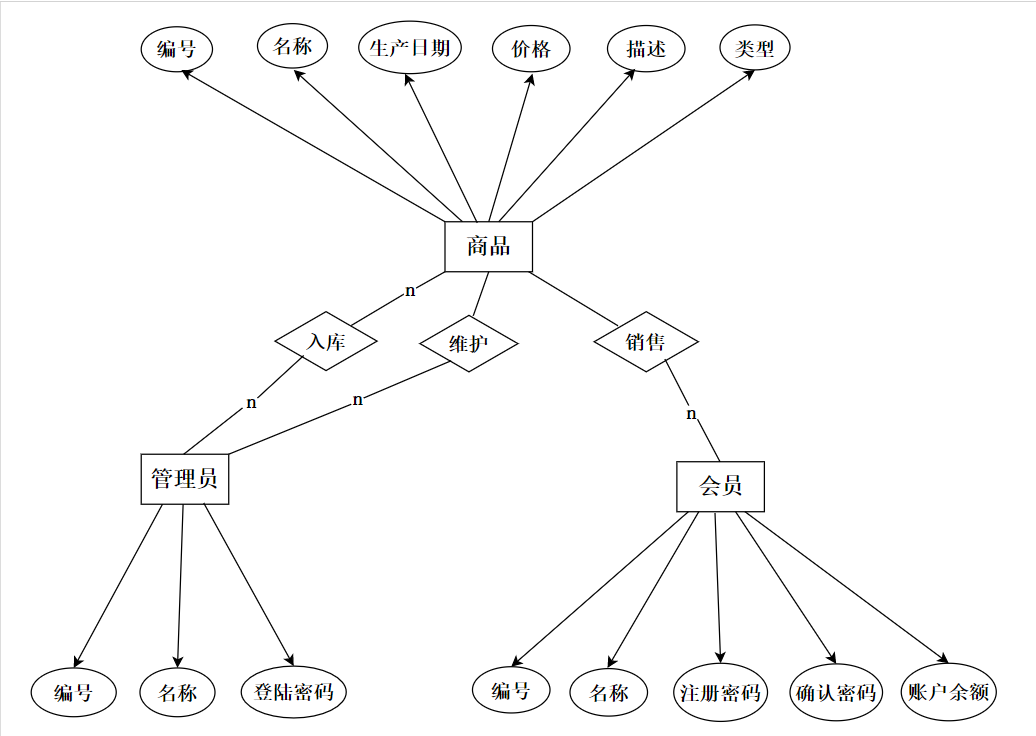 编号
名称
生产日期
价格
描述
类型
商品
n
入库
维护
销售
n
n
n
管理员
会员
编号
名称
登陆密码
编号
名称
注册密码
确认密码
账户余额